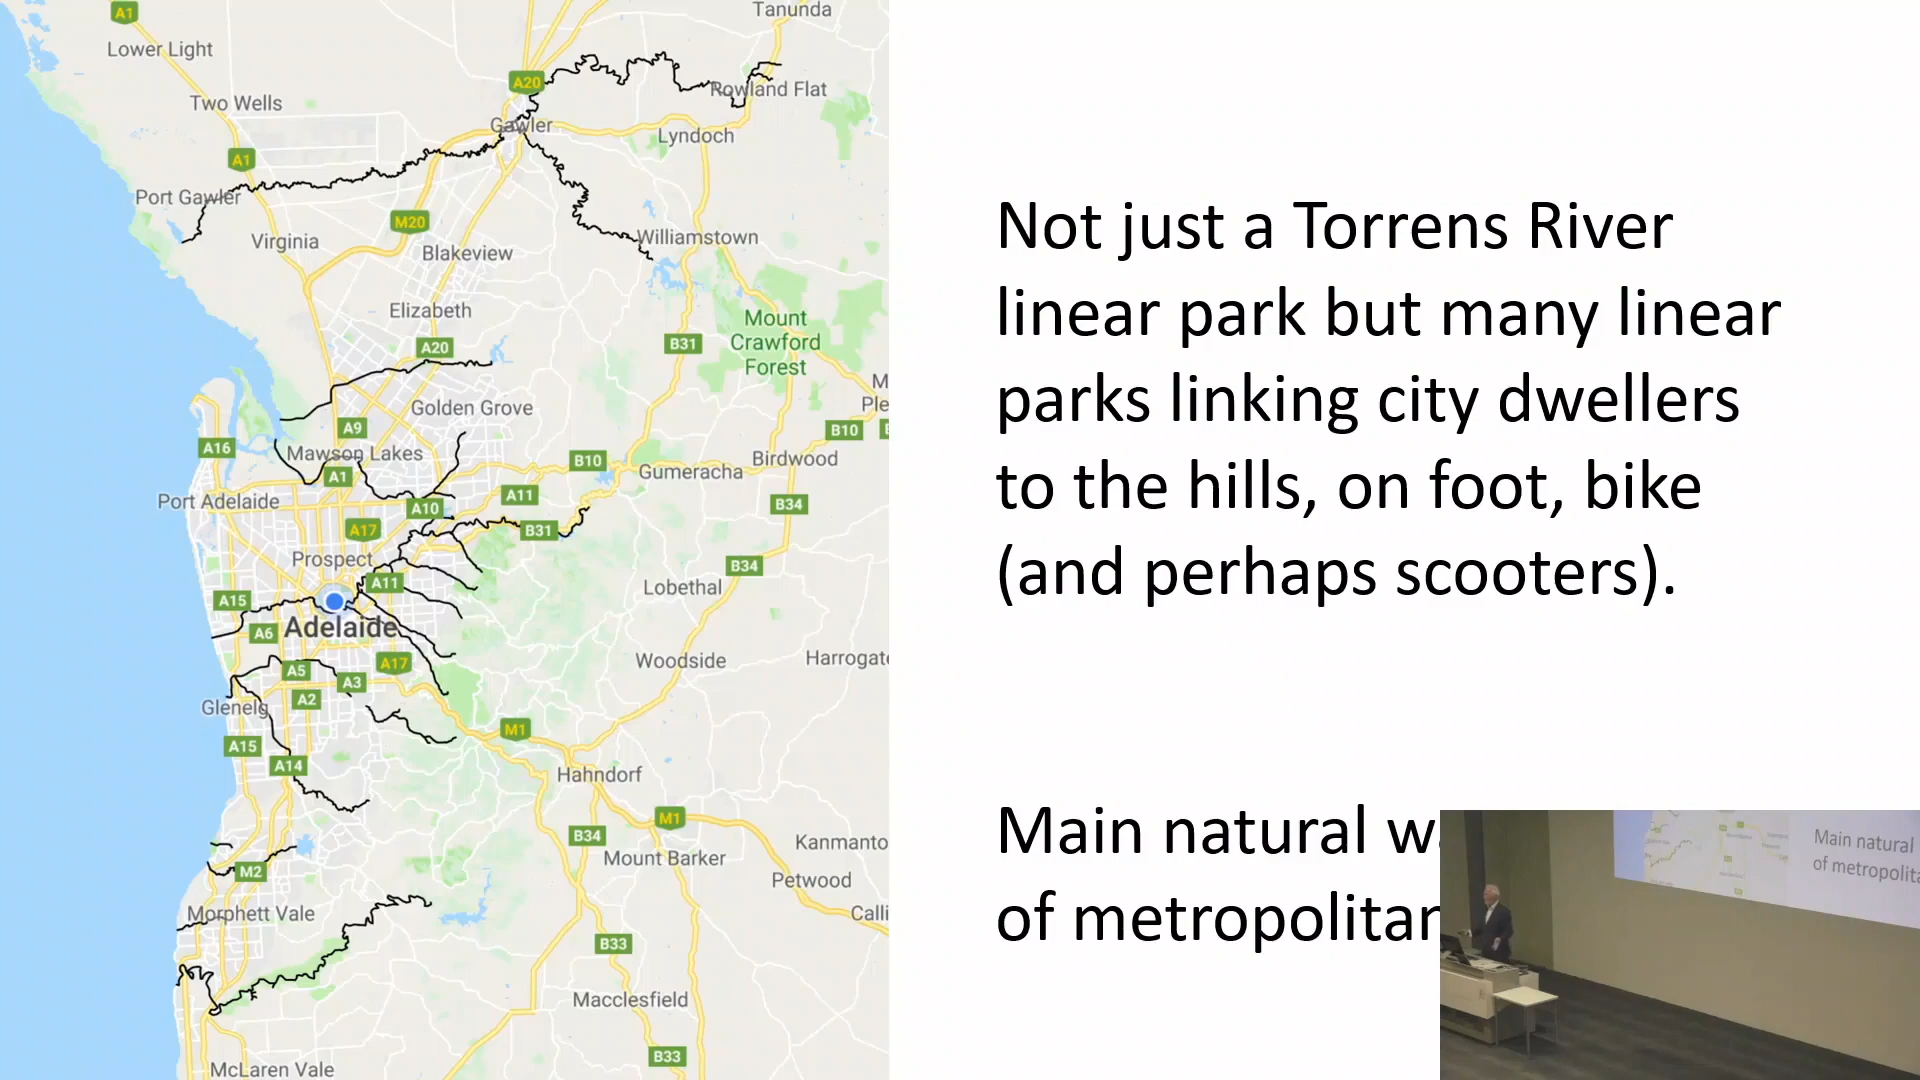 A1
Lower Light
Tanunda
A20
Rowland Flat
Two Wells
Gawler
Lyndoch
A1
Port Gawler
M20
Virginia
Williamstown
Blakeview
Elizabeth
Mount
Crawford
Forest
B31
A20
Golden Grove
A9
B10
A16
Mawson Lakes
A1
B10
Gumeracha
Birdwood
Port Adelaide
A11
A10
B34
A17
B31
Prospect
B34
A11
Lobethal
A15
A6
Adelaide
A5
A17
Woodside
A3
A2
Glenelg
M1
A15
A14
Hahndorf
M1
B34
Kanmanto
Mount Barker
M2
Petwood
Morphett Vale
B33
Macclesfield
B33
McLaren Vale
Not just a Torrens River
linear park but many linear
parks linking city dwellers
to the hills, on foot, bike
(and perhaps scooters).
Main natural
of metropolitan
Main natural
of metropolita